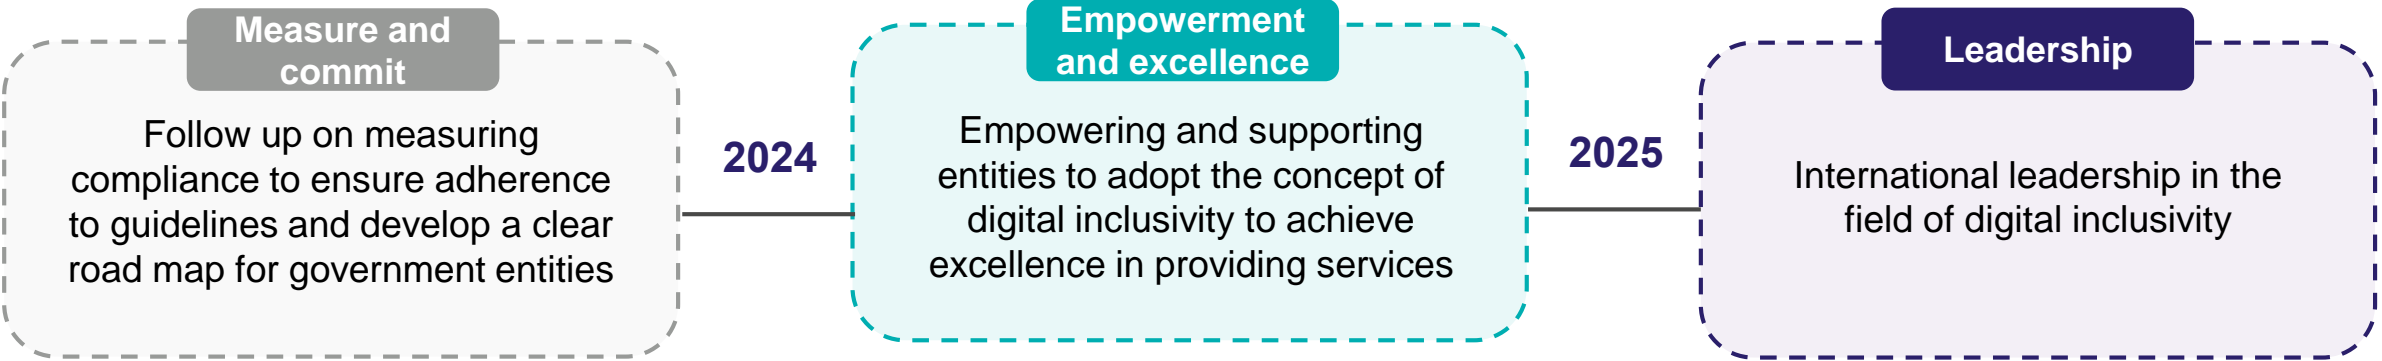 Measure and
commit
Follow up on measuring
compliance to ensure adherence
to guidelines and develop a clear
road map for government entities
2024
Empowerment
and excellence
Empowering and supporting
entities to adopt the concept of
digital inclusivity to achieve
excellence in providing services
2025
Leadership
International leadership in the
field of digital inclusivity